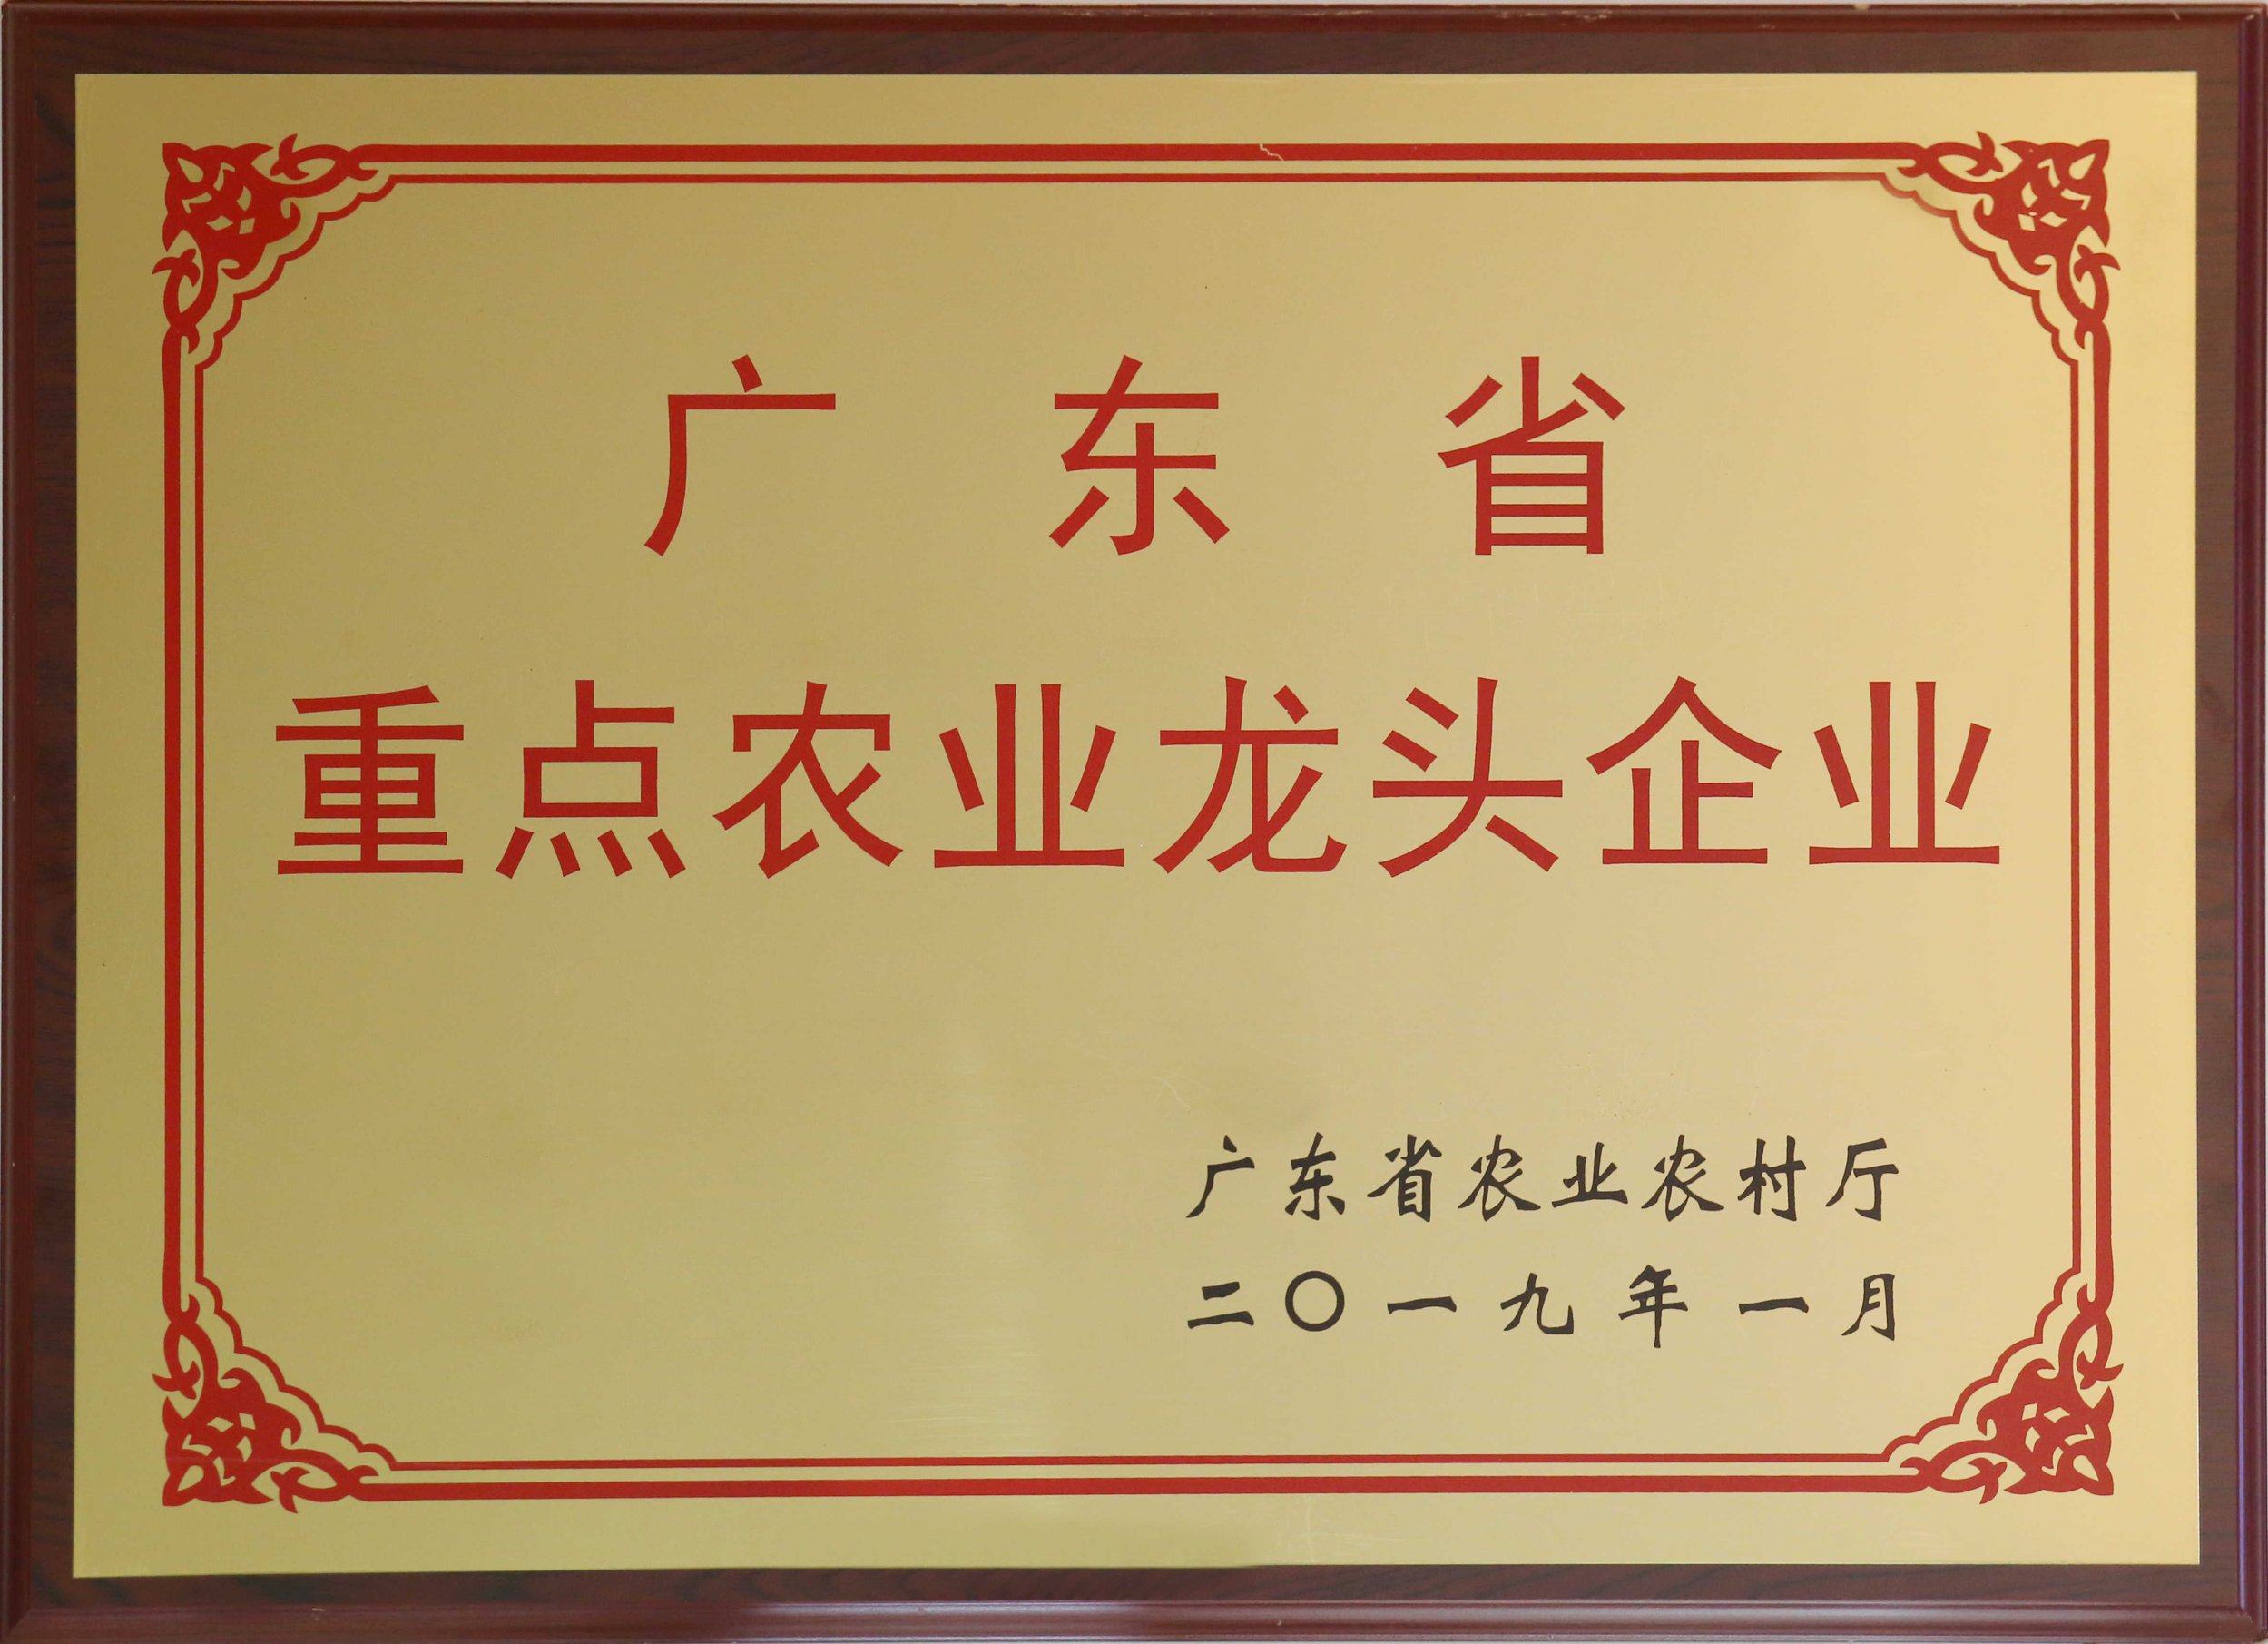 广东省
重点农业龙头企业
广东省农业农村厅
二〇一九年一月